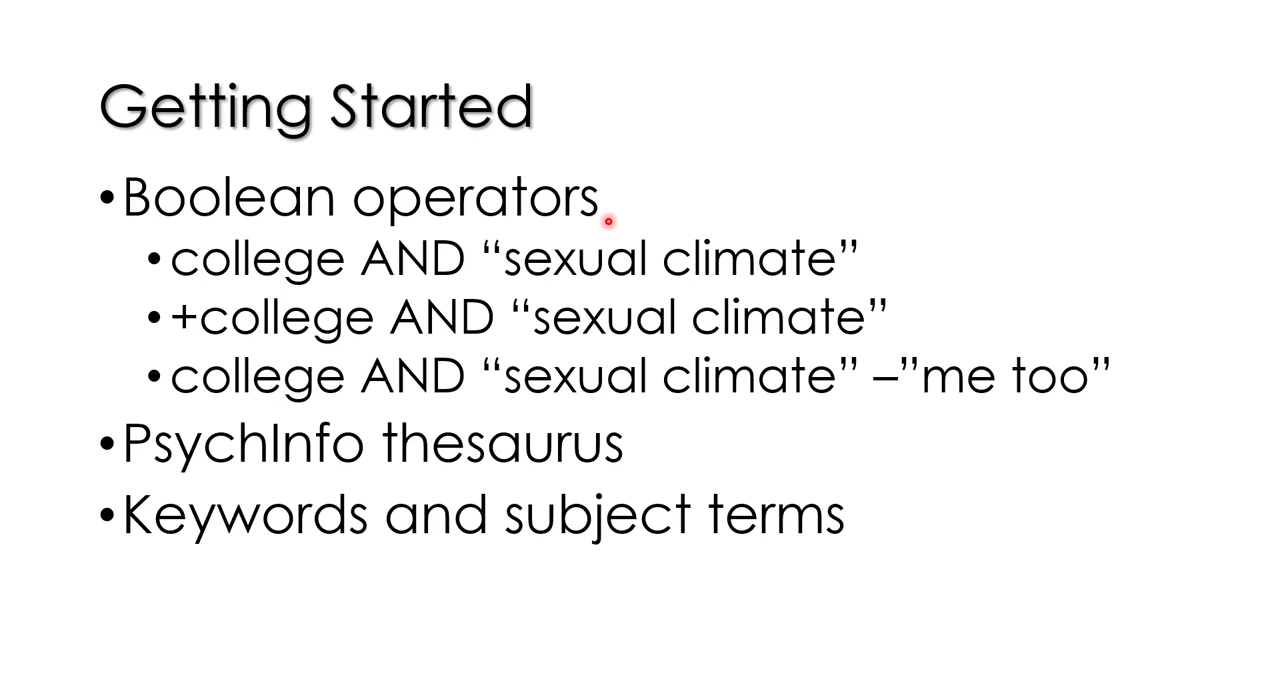 Getting Started
•Boolean operators
•college AND “sexual climate”
•+college AND “sexual climate”
•college AND “sexual climate” –”me too”
•PsychInfo thesaurus
•Keywords and subject terms